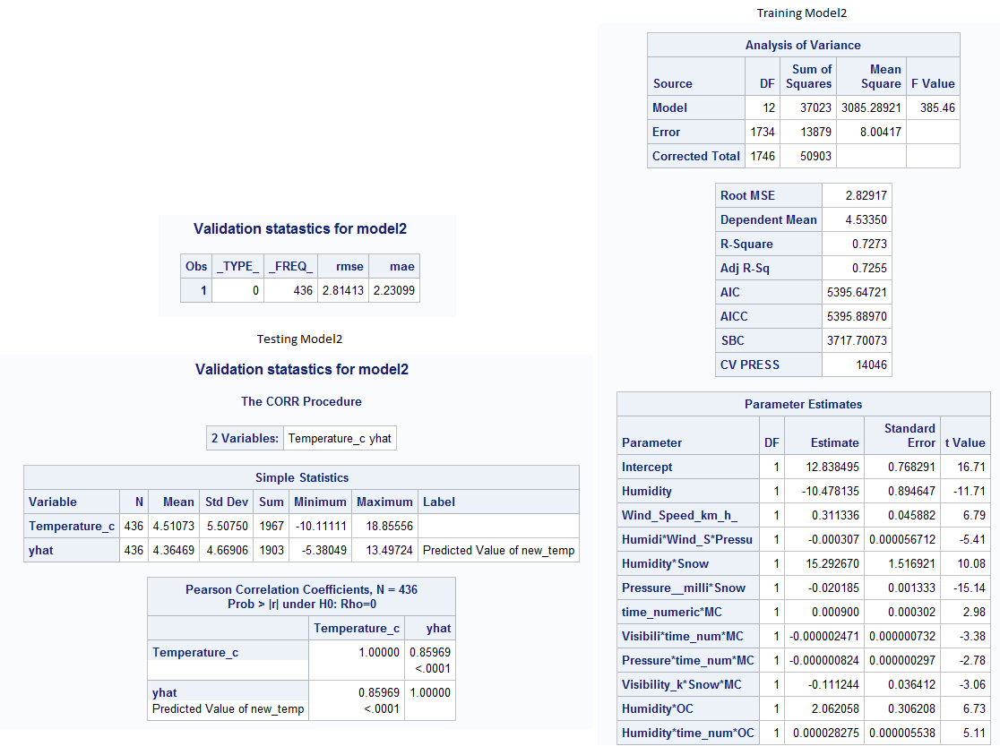 Validation statastics for model2
Obs _TYPE_ _FREQ_ rmse mae
1 0 436 2.81413 2.23099
Testing Model2
Validation statastics for model2
The CORR Procedure
2 Variables: Temperature_c yhat
Simple Statistics
Variable N Mean Std Dev Sum Minimum Maximum Label
Temperature_c 436 4.51073 5.50750 1967 -10.11111 18.85556
yhat 436 4.36469 4.66906 1903 -5.38049 13.49724 Predicted Value of new_temp
Pearson Correlation Coefficients, N = 436
Prob > |r| under H0: Rho=0
Temperature_c yhat
Temperature_c 1.00000 0.85969
<.0001
yhat 0.85969 1.00000
Predicted Value of new_temp <.0001
Training Model2
Analysis of Variance
Sum of Mean
Source DF Squares Square F Value
Model 12 37023 3085.28921 385.46
Error 1734 13879 8.00417
Corrected Total 1746 50903
Root MSE 2.82917
Dependent Mean 4.53350
R-Square 0.7273
Adj R-Sq 0.7255
AIC 5395.64721
AICC 5395.88970
SBC 3717.70073
CV PRESS 14046
Parameter Estimates
Standard
Parameter DF Estimate Error t Value
Intercept 1 12.838495 0.768291 16.71
Humidity 1 -10.478135 0.894647 -11.71
Wind_Speed_km_h_ 1 0.311336 0.045882 6.79
Humidi*Wind_S*Pressu 1 -0.000307 0.000056712 -5.41
Humidity*Snow 1 15.292670 1.516921 10.08
Pressure__milli*Snow 1 -0.020185 0.001333 -15.14
time_numeric*MC 1 0.000900 0.000302 2.98
Visibili*time_num*MC 1 -0.000002471 0.000000732 -3.38
Pressure*time_num*MC 1 -0.000000824 0.000000297 -2.78
Visibility_k*Snow*MC 1 -0.111244 0.036412 -3.06
Humidity*OC 1 2.062058 0.306208 6.73
Humidity*time_num*OC 1 0.000028275 0.000005538 5.11